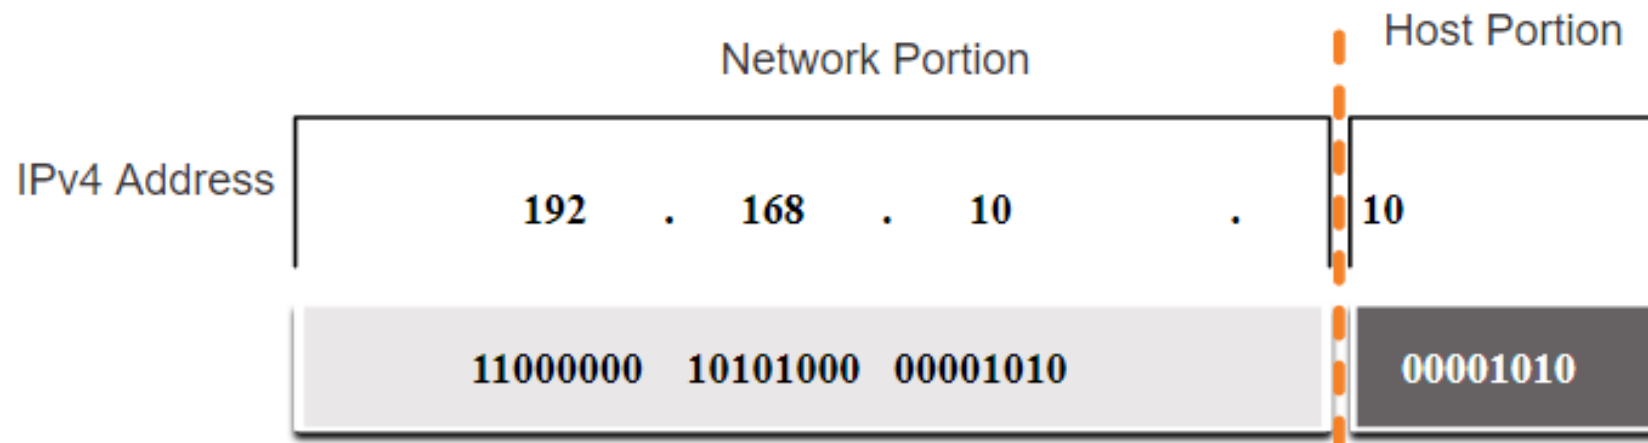 Host Portion
Network Portion
IPv4 Address
192 . 168 . 10 . 10
11000000 10101000 00001010 00001010